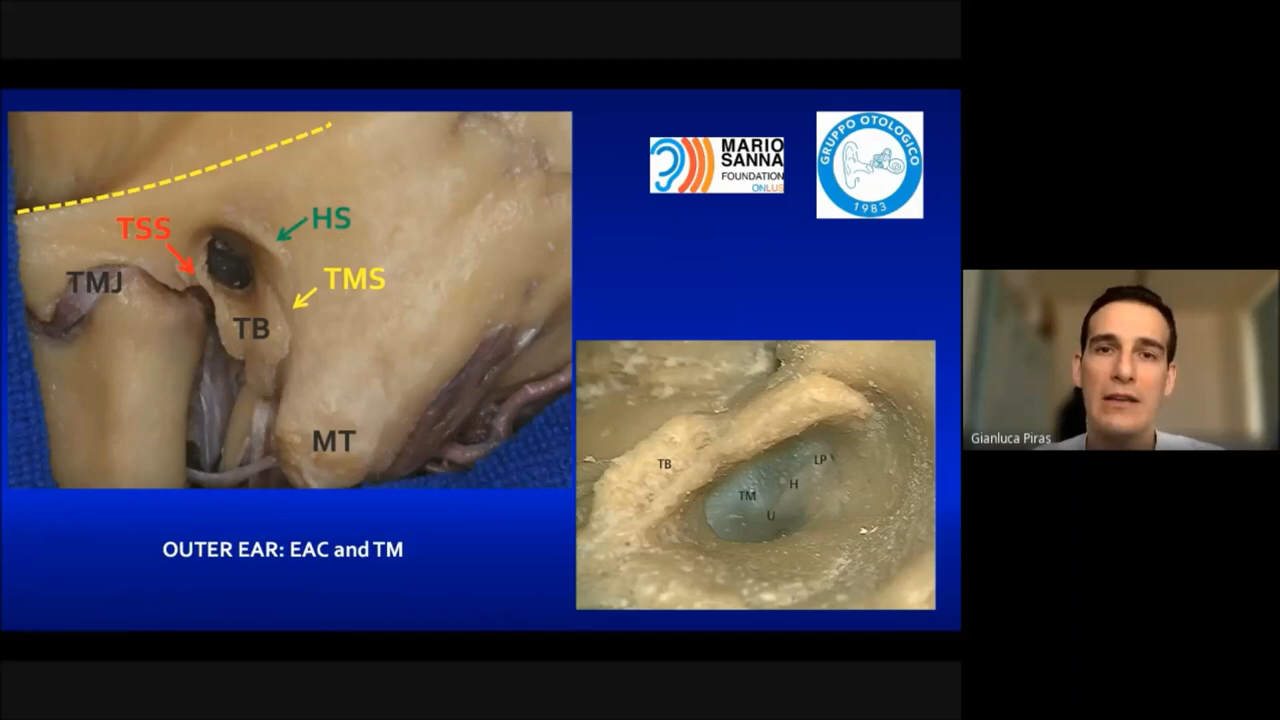 HS
TSS
TMS
TMJ
TB
MT
OUTER EAR: EAC and TM
MARIO
SANNA
FOUNDATION
ONLUS
GRUPPO OTOLOGICO
1983
LP
TB
H
TM
U
Gianluca Piras